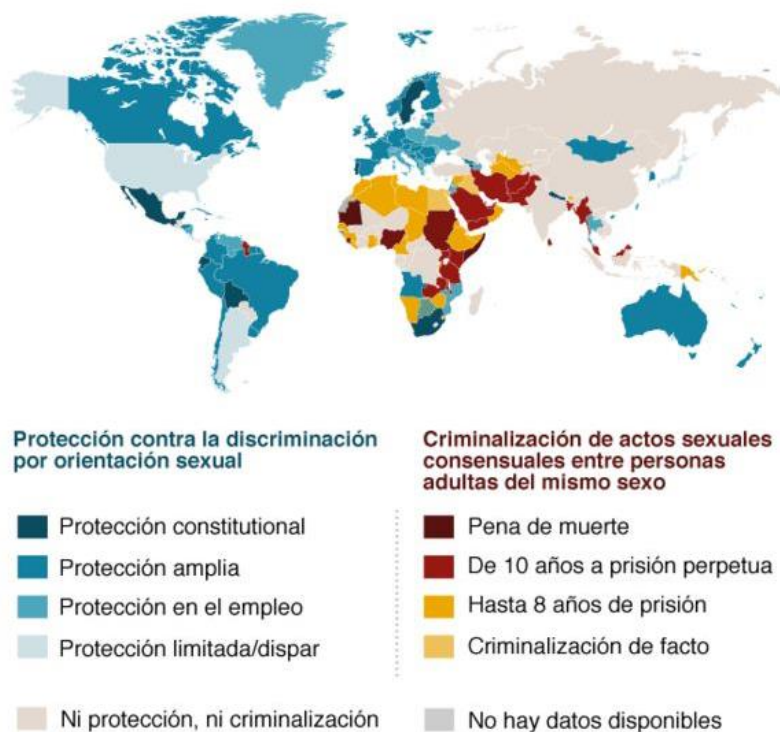 Protección contra la discriminación
por orientación sexual
Protección constitutional
Protección amplia
Protección en el empleo
Protección limitada/dispar
Ni protección, ni criminalización
Criminalización de actos sexuales
consensuales entre personas
adultas del mismo sexo
Pena de muerte
De 10 años a prisión perpetua
Hasta 8 años de prisión
Criminalización de facto
No hay datos disponibles